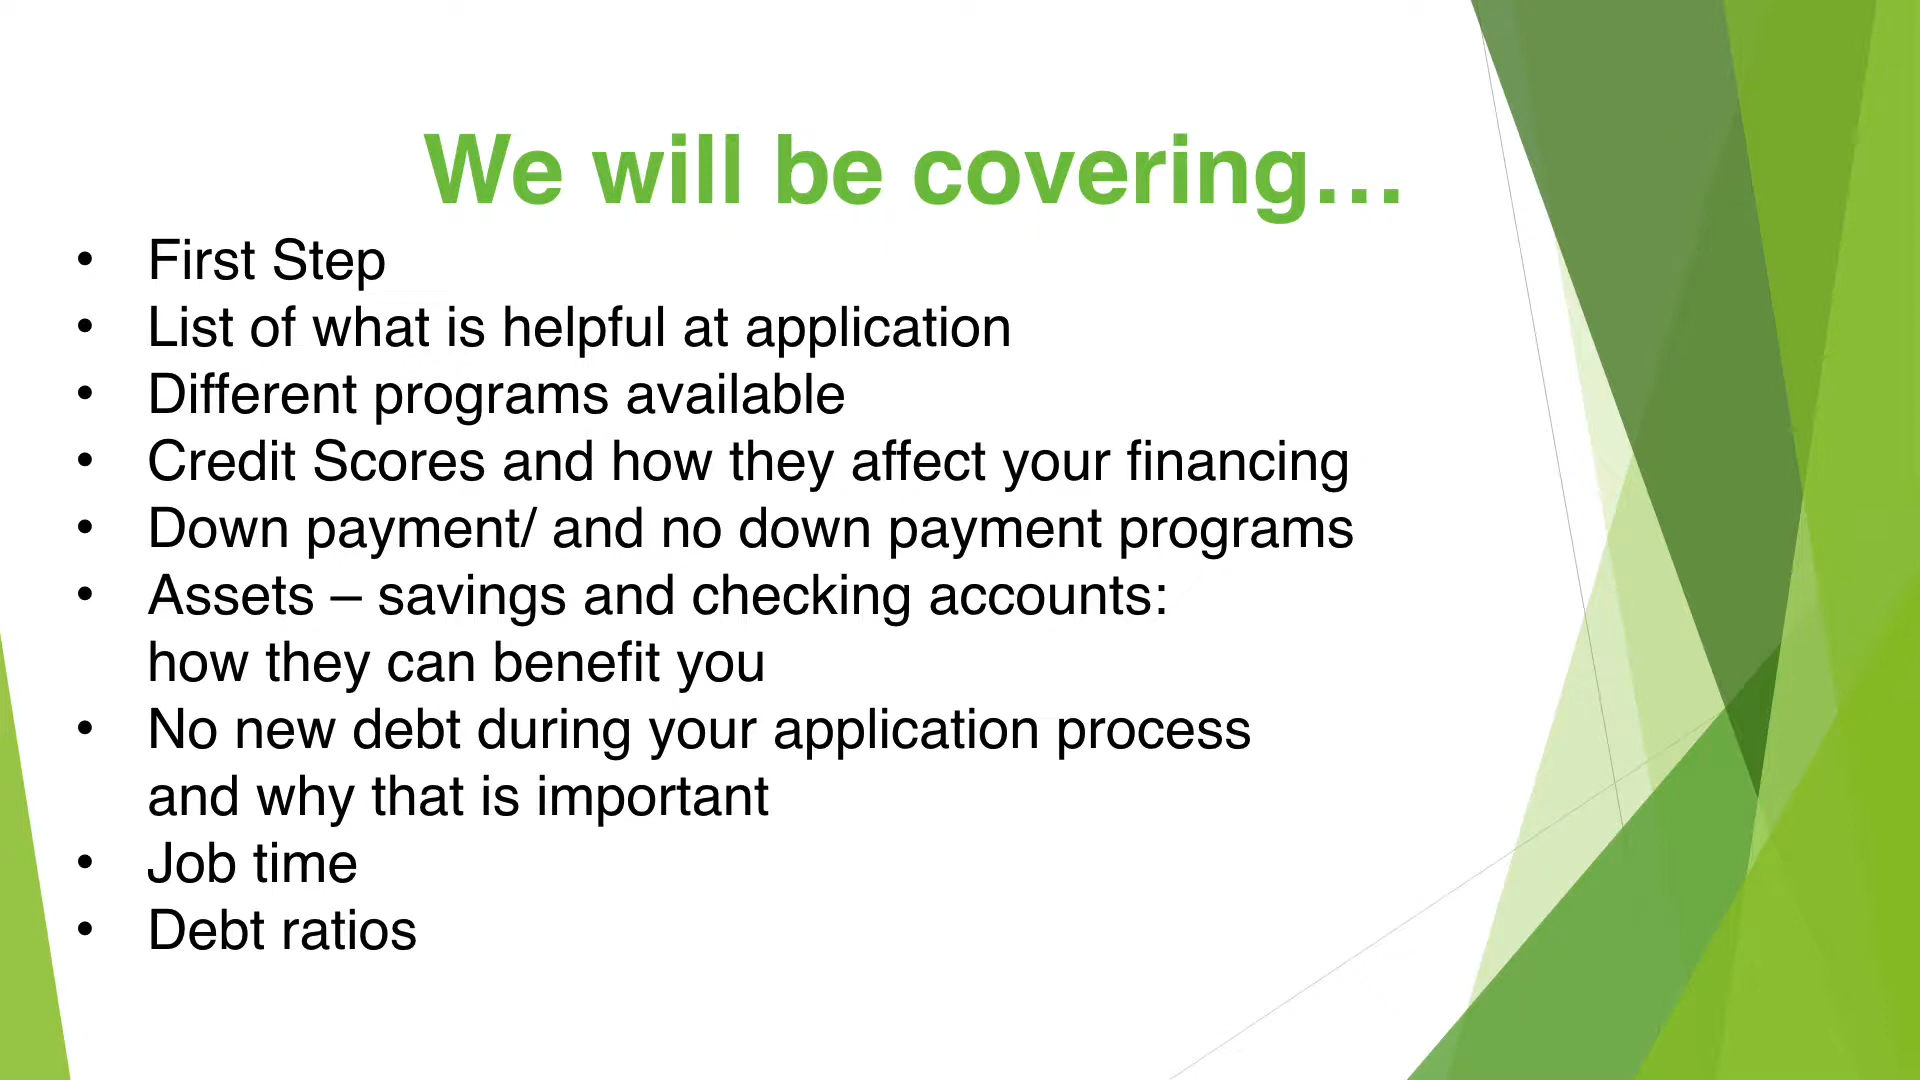 We will be covering…
• First Step
• List of what is helpful at application
• Different programs available
• Credit Scores and how they affect your financing
• Down payment/ and no down payment programs
• Assets – savings and checking accounts:
how they can benefit you
• No new debt during your application process
and why that is important
• Job time
• Debt ratios